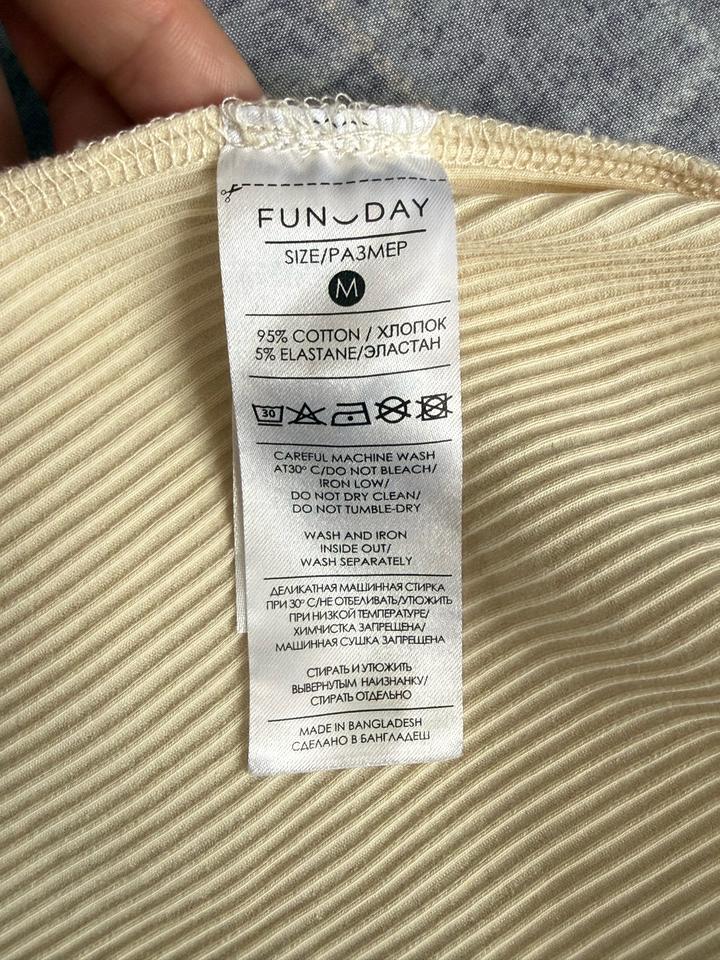 FUN DAY
SIZE/РАЗМЕР
M
95% COTTON / ХЛОПОК
5% ELASTANE/ЭЛАСТАН
30
CAREFUL MACHINE WASH
AT30º C/DO NOT BLEACH/
IRON LOW/
DO NOT DRY CLEAN/
DO NOT TUMBLE-DRY
WASH AND IRON
INSIDE OUT/
WASH SEPARATELY
ДЕЛИКАТНАЯ МАШИННАЯ СТИРКА
ПРИ 30º С/НЕ ОТБЕЛИВАТЬ/УТЮЖИТЬ
ПРИ НИЗКОЙ ТЕМПЕРАТУРЕ/
ХИМЧИСТКА ЗАПРЕЩЕНА/
МАШИННАЯ СУШКА ЗАПРЕЩЕНА
СТИРАТЬ И УТЮЖИТЬ
ВЫВЕРНУТЫМ НАИЗНАНКУ/
СТИРАТЬ ОТДЕЛЬНО
MADE IN BANGLADESH
СДЕЛАНО В БАНГЛАДЕШ